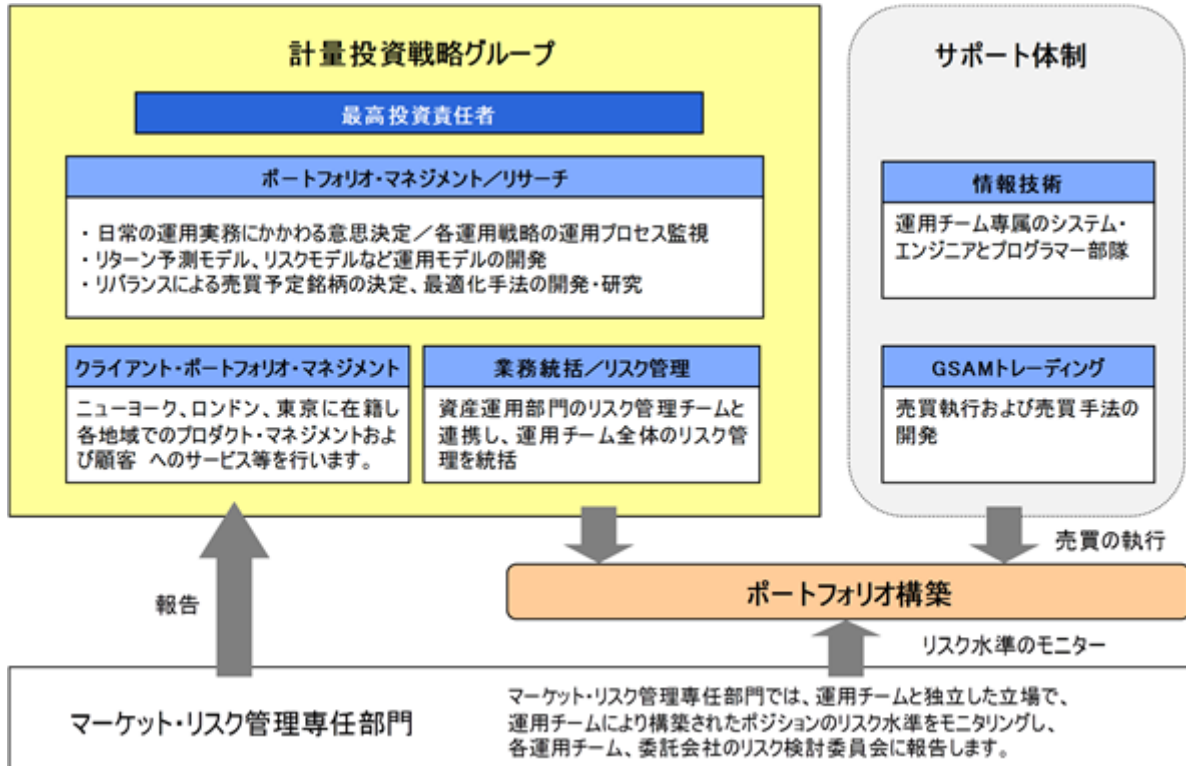 計量投資戦略グループ
最高投資責任者
ポートフォリオ・マネジメント／リサーチ
・ 日常の運用実務にかかわる意思決定／各運用戦略の運用プロセス監視
・ リターン予測モデル、リスクモデルなど運用モデルの開発
・ リバランスによる売買予定銘柄の決定、最適化手法の開発・研究
クライアント・ポートフォリオ・マネジメント
ニューヨーク、ロンドン、東京に在籍し
各地域でのプロダクト・マネジメントおよ
び顧客 へのサービス等を行います。
業務統括／リスク管理
資産運用部門のリスク管理チームと
連携し、運用チーム全体のリスク管
理を統括
サポート体制
情報技術
運用チーム専属のシステム・
エンジニアとプログラマー部隊
GSAMトレーディング
売買執行および売買手法の
開発
売買の執行
ポートフォリオ構築
報告
リスク水準のモニター
マーケット・リスク管理専任部門
マーケット・リスク管理専任部門では、運用チームと独立した立場で、
運用チームにより構築されたポジションのリスク水準をモニタリングし、
各運用チーム、委託会社のリスク検討委員会に報告します。